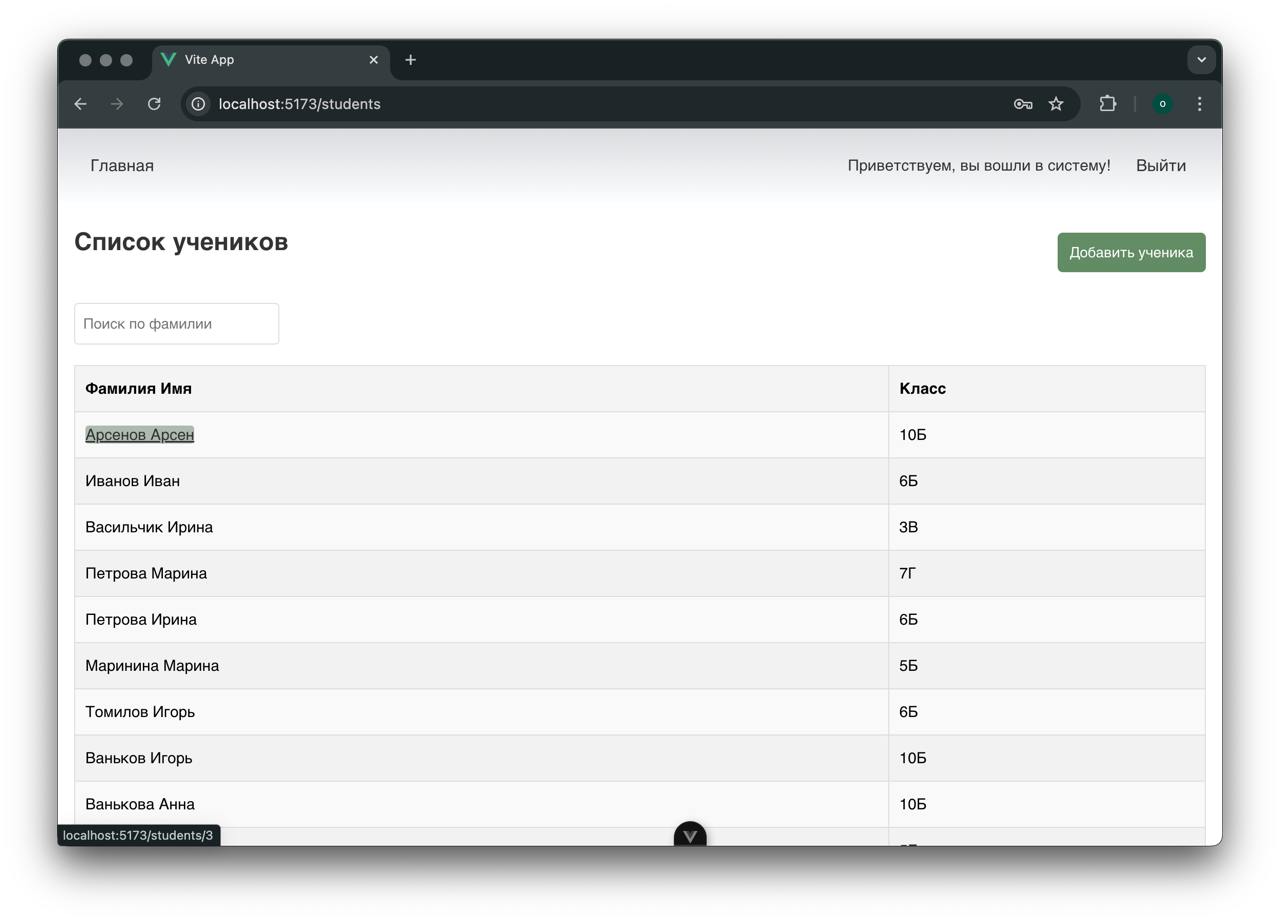 Vite App
localhost:5173/students
o
Главная
Приветствуем, вы вошли в систему!
Выйти
Список учеников
Добавить ученика
Поиск по фамилии
Фамилия Имя Класс
Арсенов Арсен 10Б
Иванов Иван 6Б
Васильчик Ирина 3В
Петрова Марина 7Г
Петрова Ирина 6Б
Маринина Марина 5Б
Томилов Игорь 6Б
Ваньков Игорь 10Б
Ванькова Анна 10Б
localhost:5173/students/3